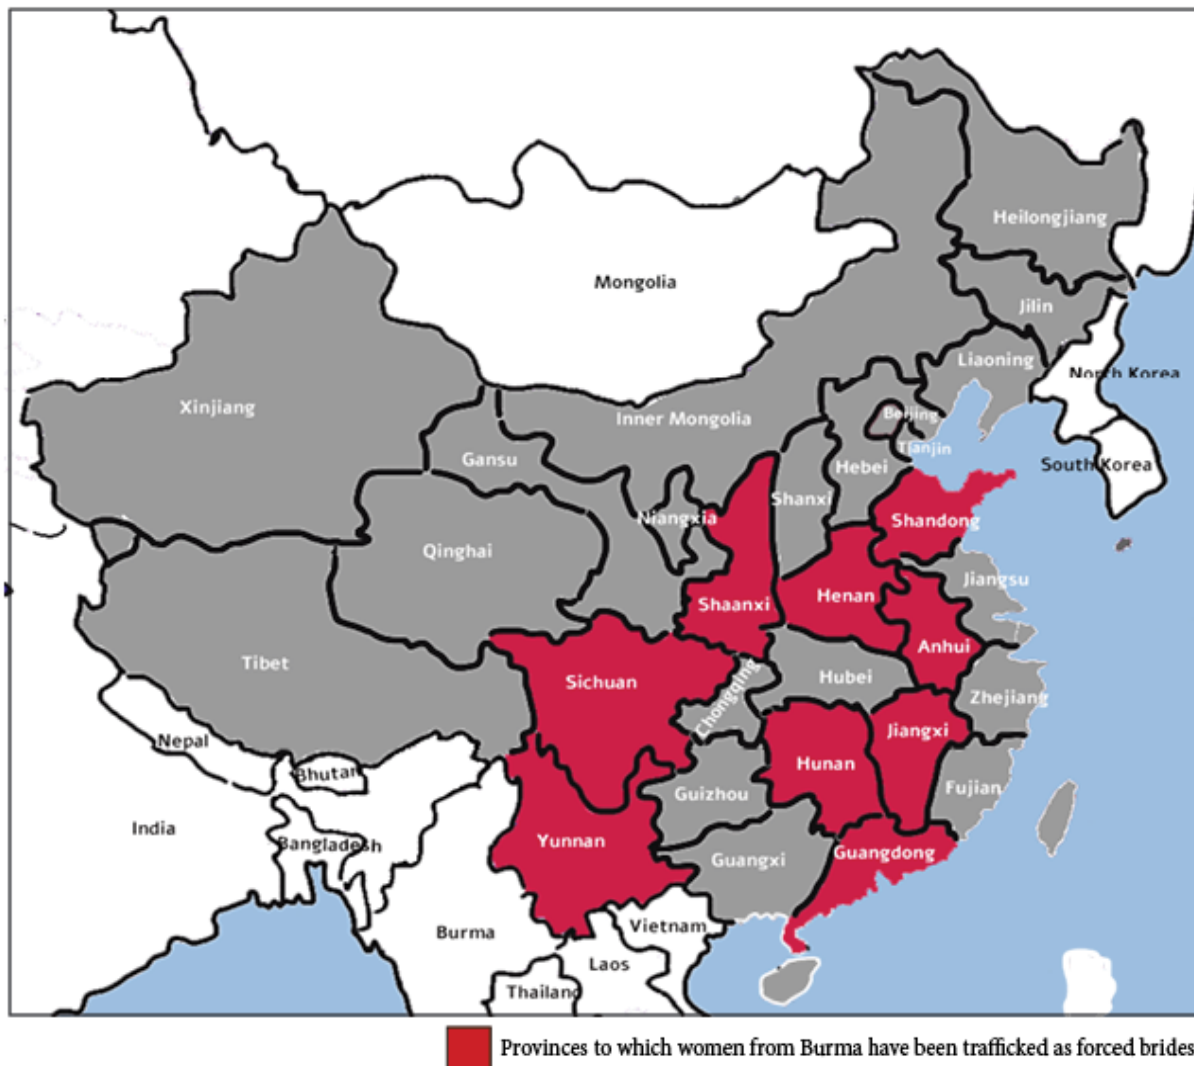 Heilongjiang
Mongolia
Jilin
Liaoning
North Korea
Xinjiang
Inner Mongolia
Beijing
Tianjin
Gansu
Hebei
South Korea
Shanxi
Niangxia
Shandong
Qinghai
Jiangsu
Shaanxi
Henan
Anhui
Tibet
Sichuan
Hubei
Chongqing
Zhejiang
Nepal
Jiangxi
Bhutan
Hunan
Guizhou
Fujian
India
Bangladesh
Yunnan
Guangxi
Guangdong
Burma
Vietnam
Laos
Thailand
Provinces to which women from Burma have been trafficked as forced brides